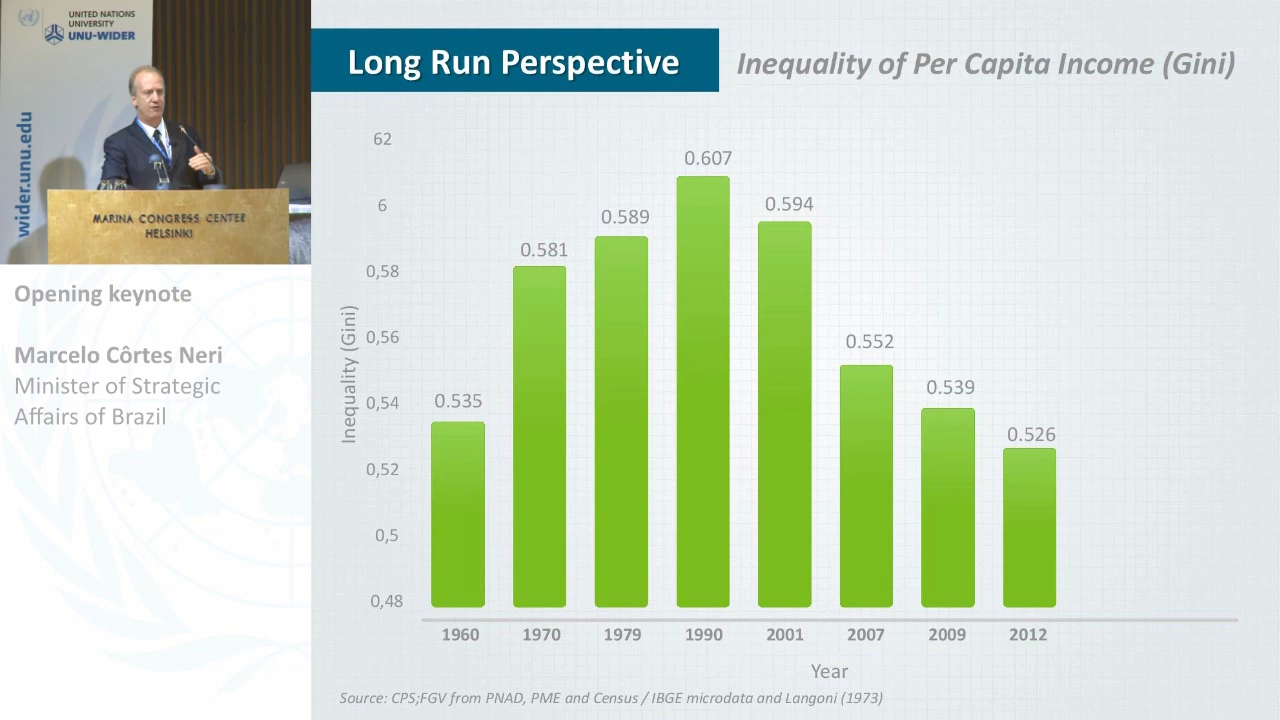 UNITED NATIONS
UNIVERSITY
UNU-WIDER
wider.unu.edu
MARINA CONGRESS CENTER
HELSINKI
Opening keynote
Marcelo Côrtes Neri
Minister of Strategic
Affairs of Brazil
Long Run Perspective
Inequality of Per Capita Income (Gini)
Inequality (Gini)
62
6
0,58
0,56
0,54
0,52
0,5
0,48
0.535
0.581
0.589
0.607
0.594
0.552
0.539
0.526
1960 1970 1979 1990 2001 2007 2009 2012
Year
Source: CPS;FGV from PNAD, PME and Census / IBGE microdata and Langoni (1973)